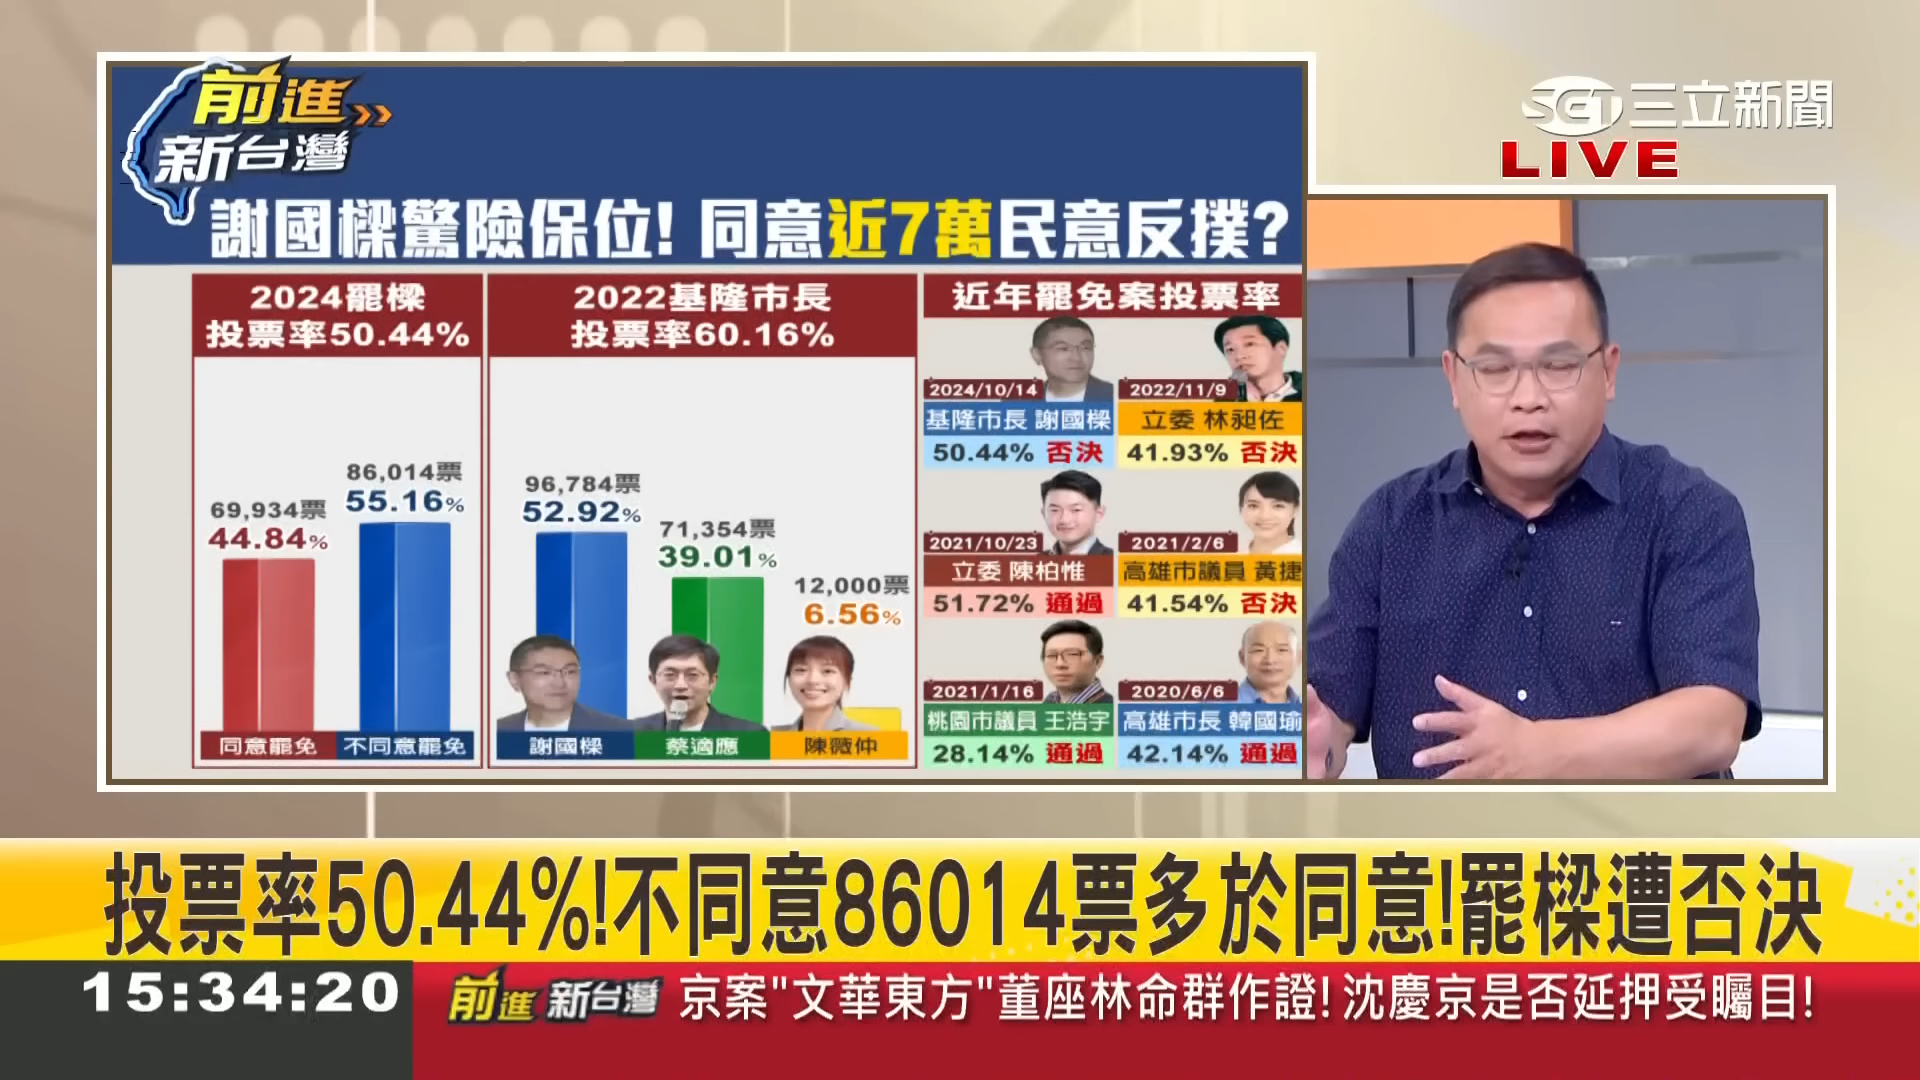 前進
新台灣
SET三立新聞
LIVE
謝國樑驚險保位! 同意近7萬民意反撲?
2024罷樑
投票率50.44%
69,934票
44.84%
86,014票
55.16%
同意罷免
不同意罷免
2022基隆市長
投票率60.16%
96,784票
52.92%
71,354票
39.01%
12,000票
6.56%
謝國樑
蔡適應
陳薇仲
近年罷免案投票率
2024/10/14
基隆市長 謝國樑
50.44% 否決
2022/11/9
立委 林昶佐
41.93% 否決
2021/10/23
立委 陳柏惟
51.72% 通過
2021/2/6
高雄市議員 黃捷
41.54% 否決
2021/1/16
桃園市議員 王浩宇
28.14% 通過
2020/6/6
高雄市長 韓國瑜
42.14% 通過
投票率50.44%!不同意86014票多於同意!罷樑遭否決
15:34:20
前進新台灣
京案"文華東方"董座林命群作證!沈慶京是否延押受矚目!